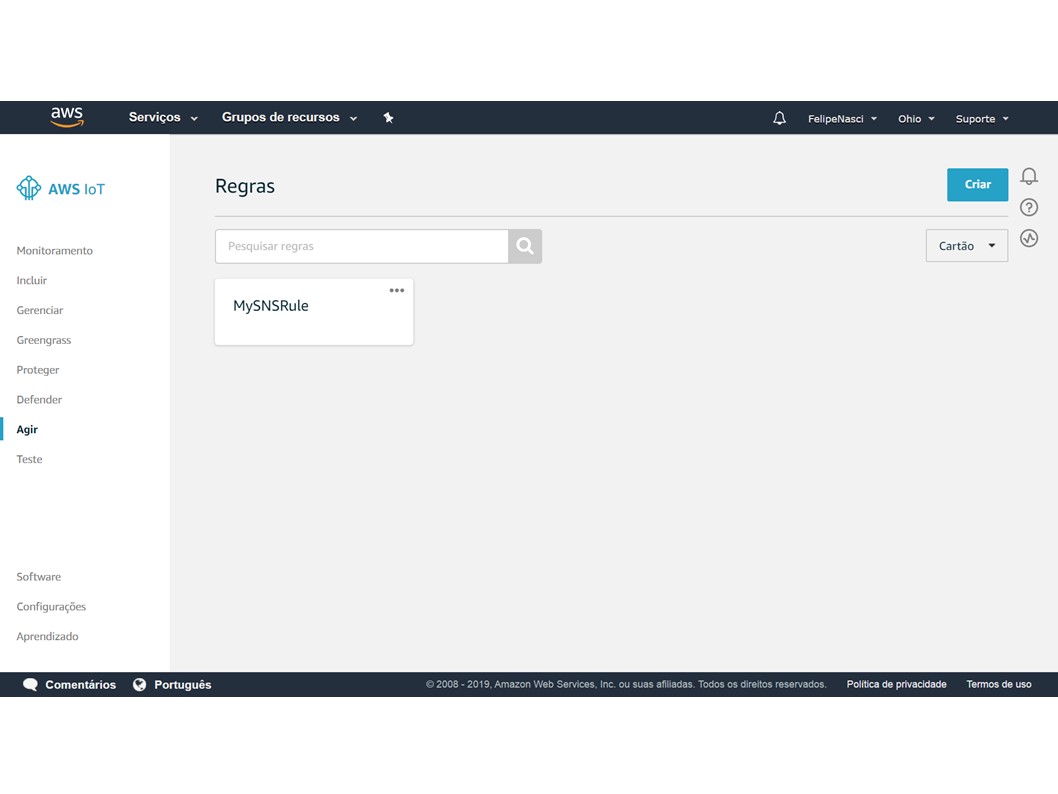 aws Serviços Grupos de recursos FelipeNasci Ohio Suporte
AWS IoT
Monitoramento
Incluir
Gerenciar
Greengrass
Proteger
Defender
Agir
Teste
Software
Configurações
Aprendizado
Regras
Criar
Pesquisar regras
Cartão
MySNSRule
Comentários Português © 2008 - 2019, Amazon Web Services, Inc. ou suas afiliadas. Todos os direitos reservados. Política de privacidade Termos de uso